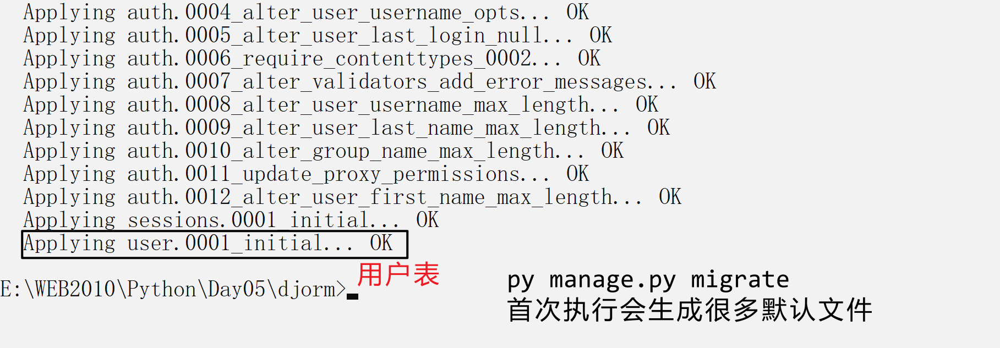 Applying auth.0004_alter_user_username_opts... OK
Applying auth.0005_alter_user_last_login_null... OK
Applying auth.0006_require_contenttypes_0002... OK
Applying auth.0007_alter_validators_add_error_messages... OK
Applying auth.0008_alter_user_username_max_length... OK
Applying auth.0009_alter_user_last_name_max_length... OK
Applying auth.0010_alter_group_name_max_length... OK
Applying auth.0011_update_proxy_permissions... OK
Applying auth.0012_alter_user_first_name_max_length... OK
Applying sessions.0001_initial... OK
Applying user.0001_initial... OK
用户表
E:\WEB2010\Python\Day05\djorm>
py manage.py migrate
首次执行会生成很多默认文件